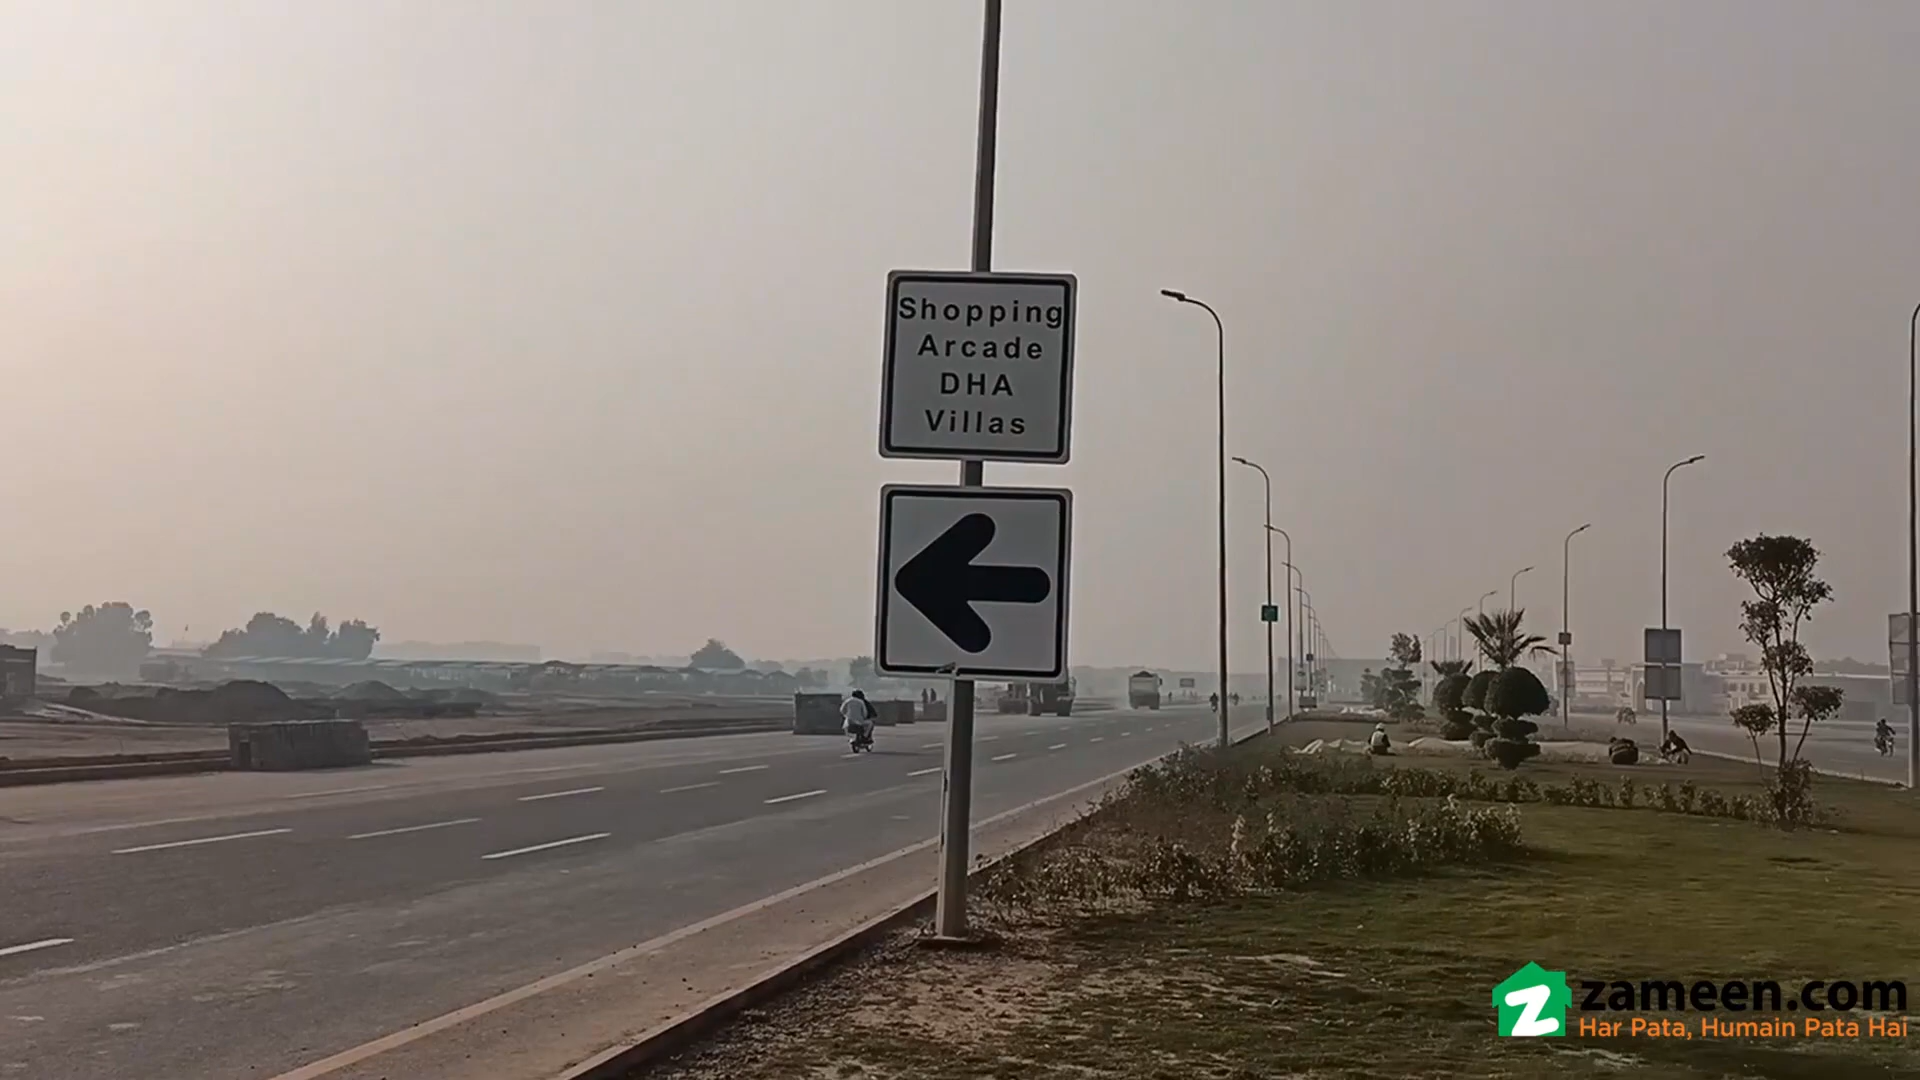 Shopping
Arcade
DHA
Villas
zameen.com
Har Pata, Humain Pata Hai